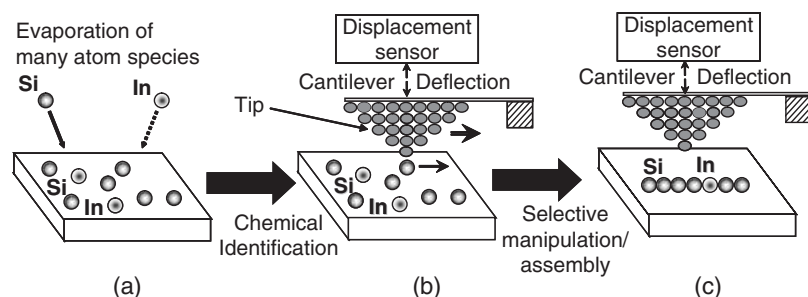 Evaporation of
many atom species
Si
In
Si
In
(a)
Chemical
Identification
Displacement
sensor
Cantilever
Deflection
Tip
Si
In
(b)
Selective
manipulation/
assembly
Displacement
sensor
Cantilever
Deflection
Si
In
(c)